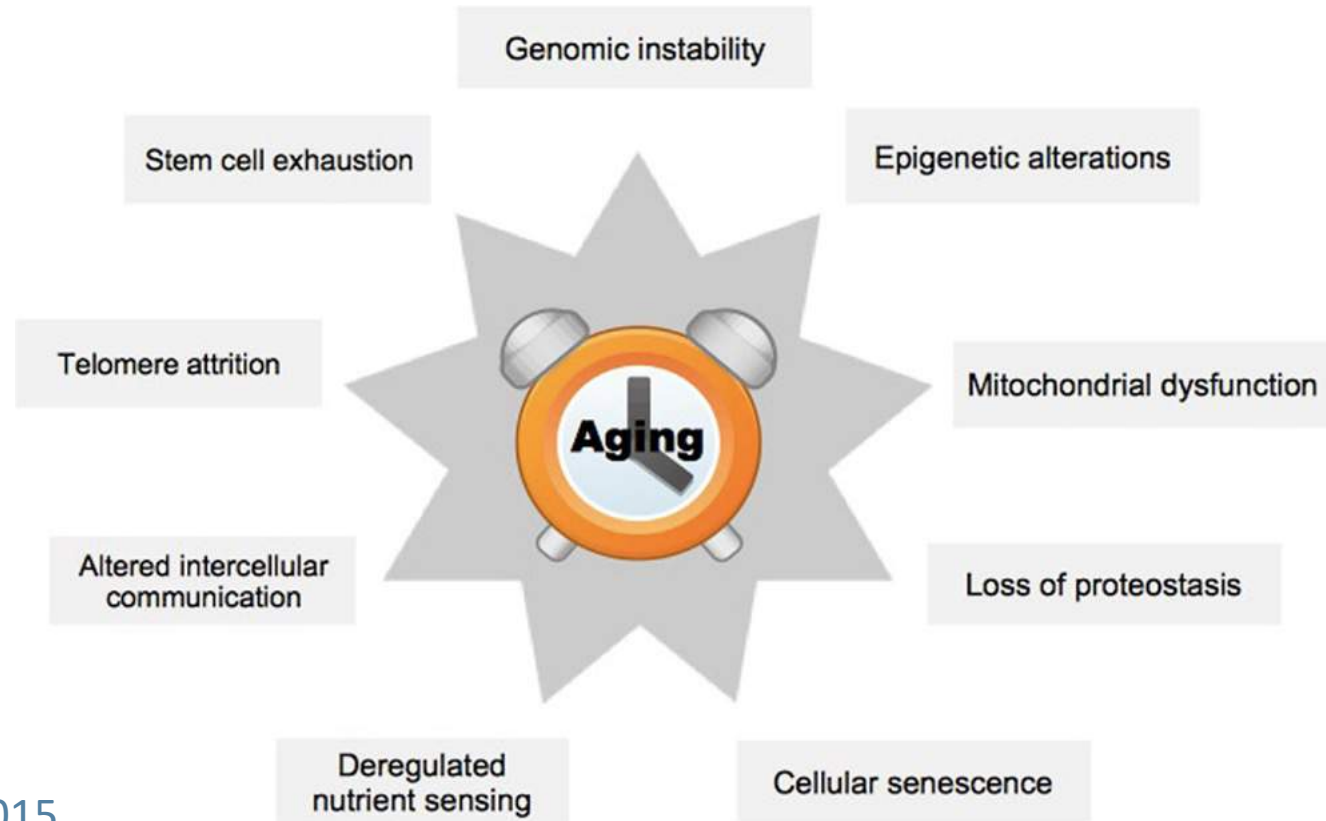 Genomic instability
Stem cell exhaustion
Epigenetic alterations
Telomere attrition
Mitochondrial dysfunction
Aging
Altered intercellular
communication
Loss of proteostasis
Deregulated
nutrient sensing
Cellular senescence